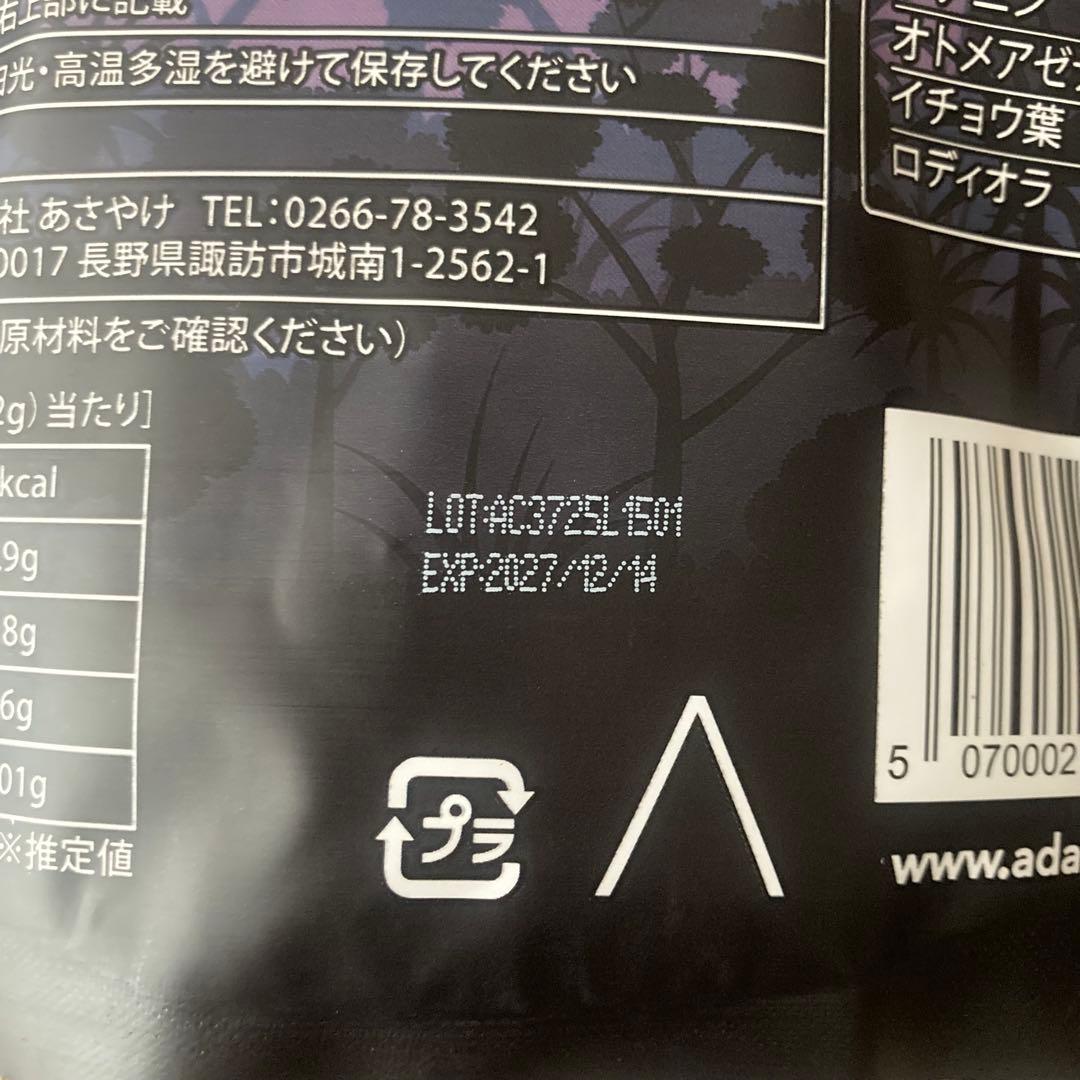 右上部に記載
日光・高温多湿を避けて保存してください
社 あさやけ TEL:0266-78-3542
0017 長野県諏訪市城南1-2562-1
原材料をご確認ください)
2g) 当たり]
kcal
.9g
8g
6g
01g
※推定値
オトメアゼナ
イチョウ葉
ロディオラ
LOT:AC3725L1501
EXP:2027/12/14
プラ
5 070002
www.ada